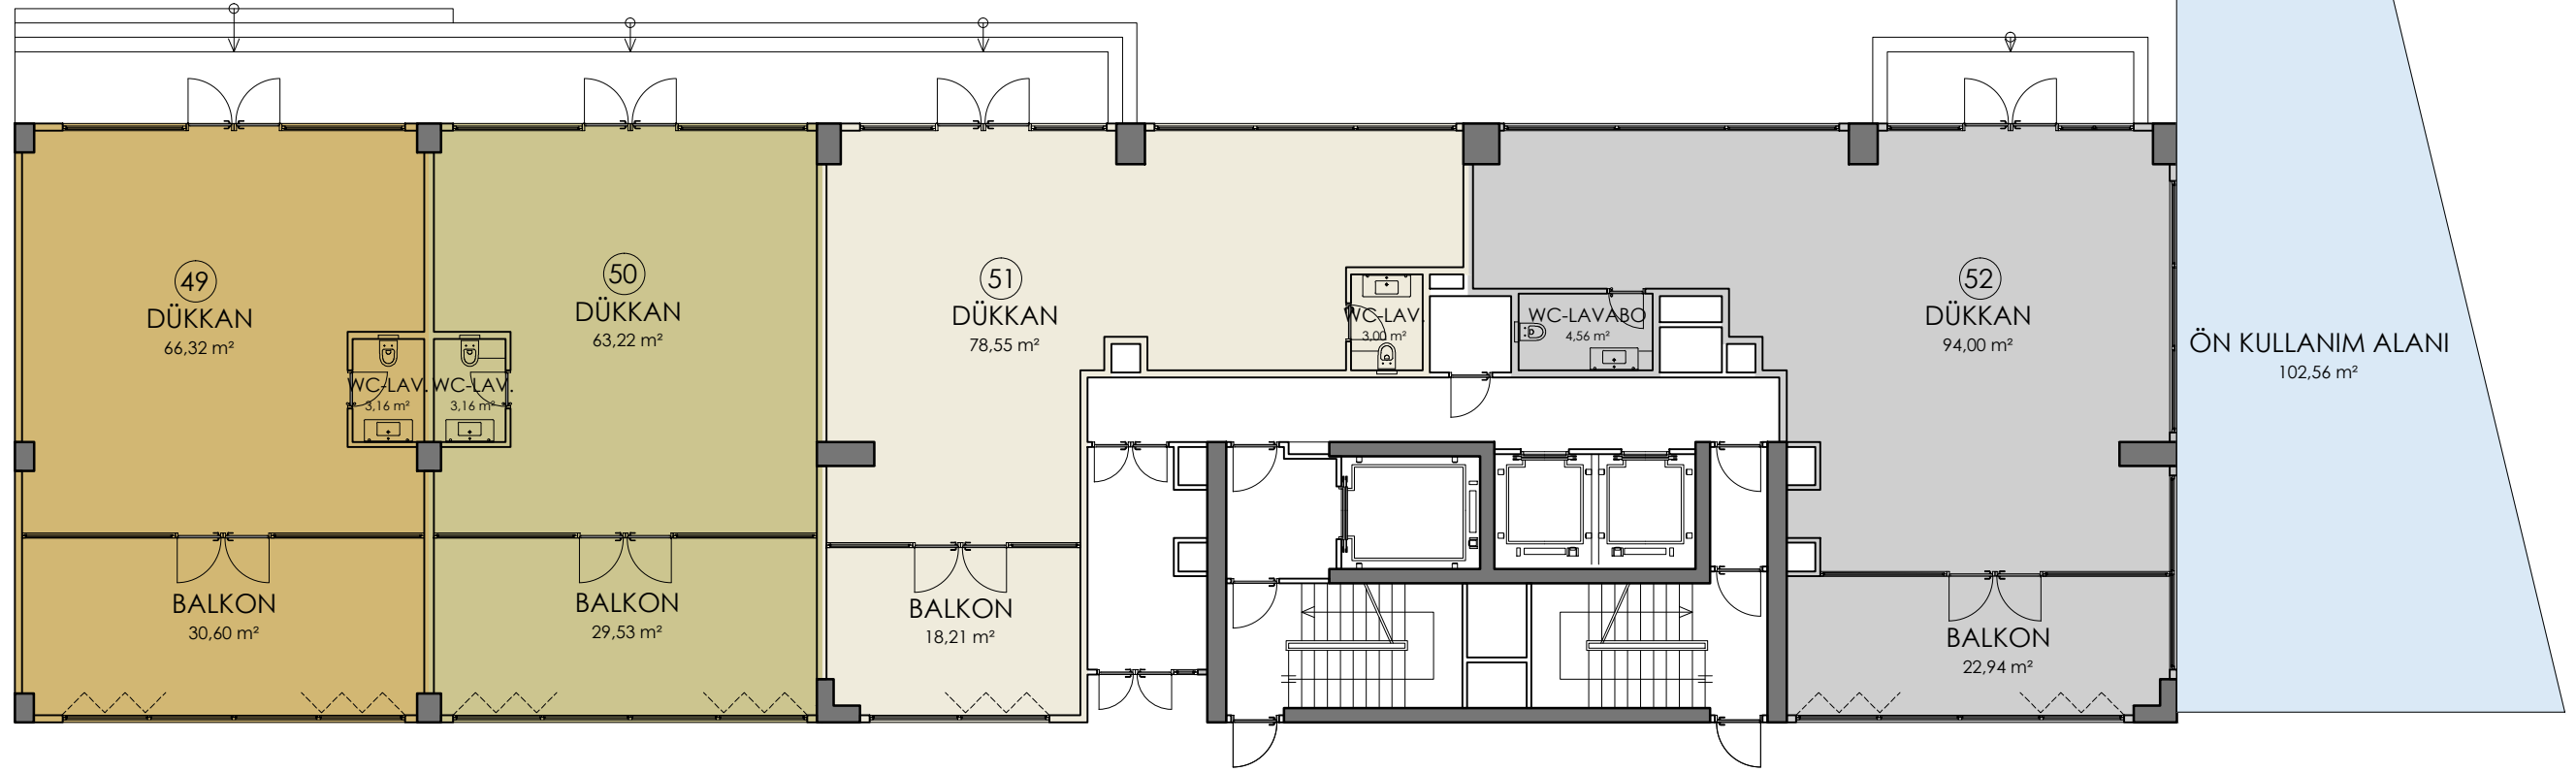 49
DÜKKAN
66,32 m²
WC-LAV.
3,16 m²
BALKON
30,60 m²
50
DÜKKAN
63,22 m²
WC-LAV.
3,16 m²
BALKON
29,53 m²
51
DÜKKAN
78,55 m²
WC-LAV.
3,00 m²
BALKON
18,21 m²
52
DÜKKAN
94,00 m²
WC-LAVABO
4,56 m²
BALKON
22,94 m²
ÖN KULLANIM ALANI
102,56 m²